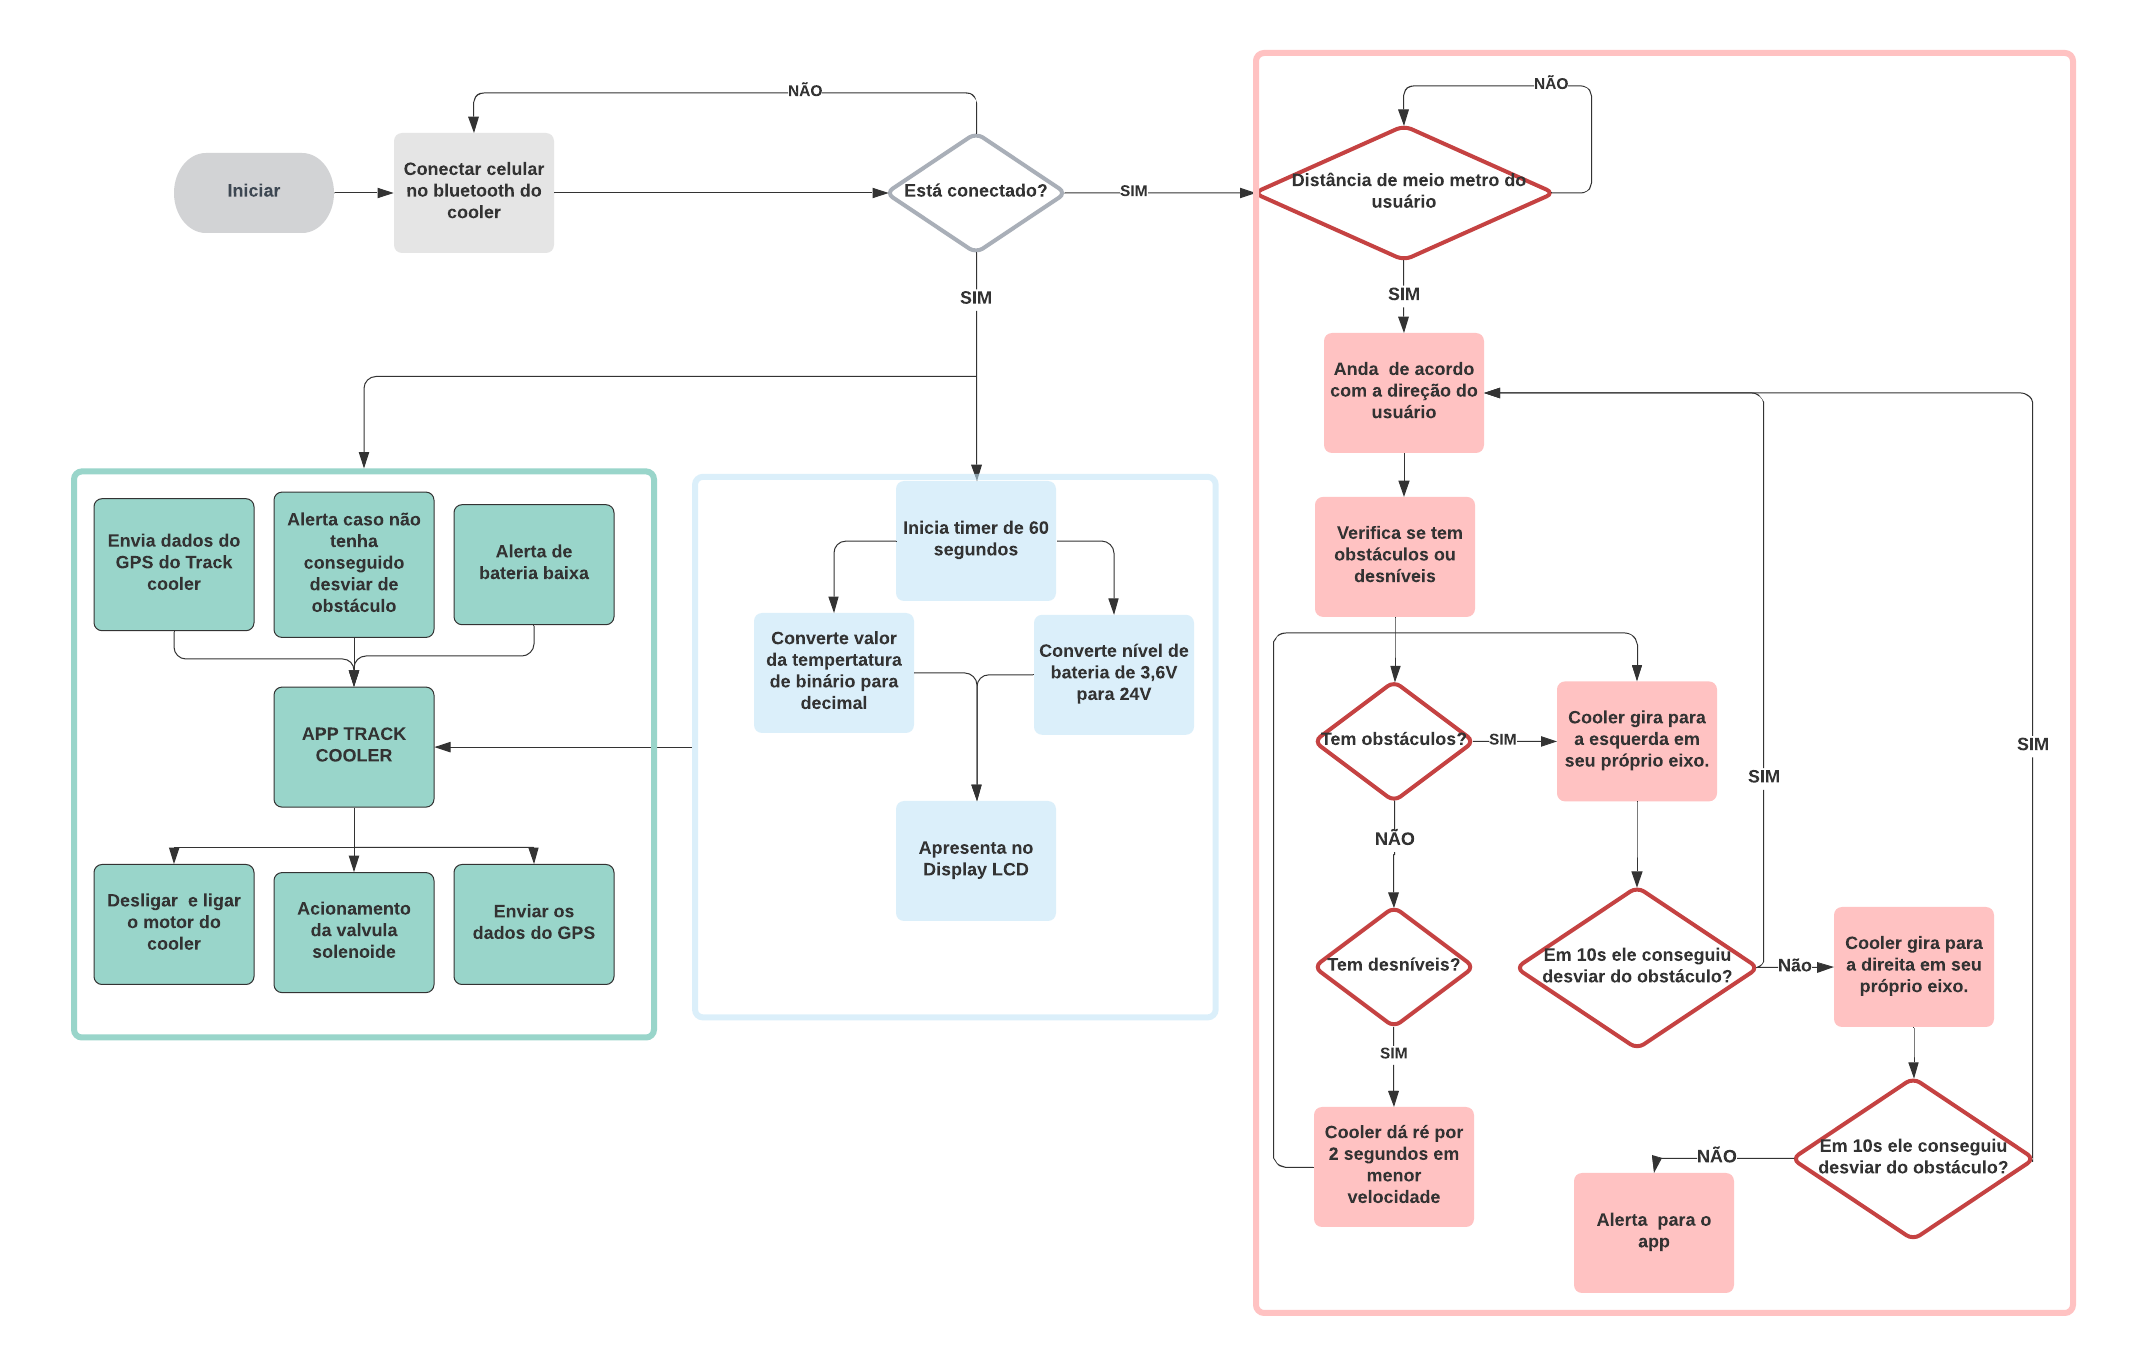 Iniciar
Conectar celular
no bluetooth do
cooler
NÃO
Está conectado?
SIM
SIM
NÃO
Distância de meio metro do
usuário
SIM
Anda  de acordo
com a direção do
usuário
Verifica se tem
obstáculos ou
desníveis
Tem obstáculos?
SIM
Cooler gira para
a esquerda em
seu próprio eixo.
NÃO
SIM
SIM
Tem desníveis?
Em 10s ele conseguiu
desviar do obstáculo?
Não
Cooler gira para
a direita em seu
próprio eixo.
SIM
Cooler dá ré por
2 segundos em
menor
velocidade
NÃO
Em 10s ele conseguiu
desviar do obstáculo?
Alerta  para o
app
Envia dados do
GPS do Track
cooler
Alerta caso não
tenha
conseguido
desviar de
obstáculo
Alerta de
bateria baixa
APP TRACK
COOLER
Desligar  e ligar
o motor do
cooler
Acionamento
da valvula
solenoide
Enviar os
dados do GPS
Inicia timer de 60
segundos
Converte valor
da tempertatura
de binário para
decimal
Converte nível de
bateria de 3,6V
para 24V
Apresenta no
Display LCD